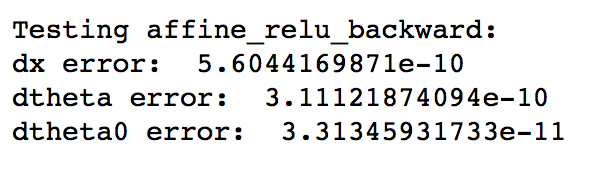 Testing affine_relu_backward:
dx error:  5.6044169871e-10
dtheta error:  3.11121874094e-10
dtheta0 error:  3.31345931733e-11